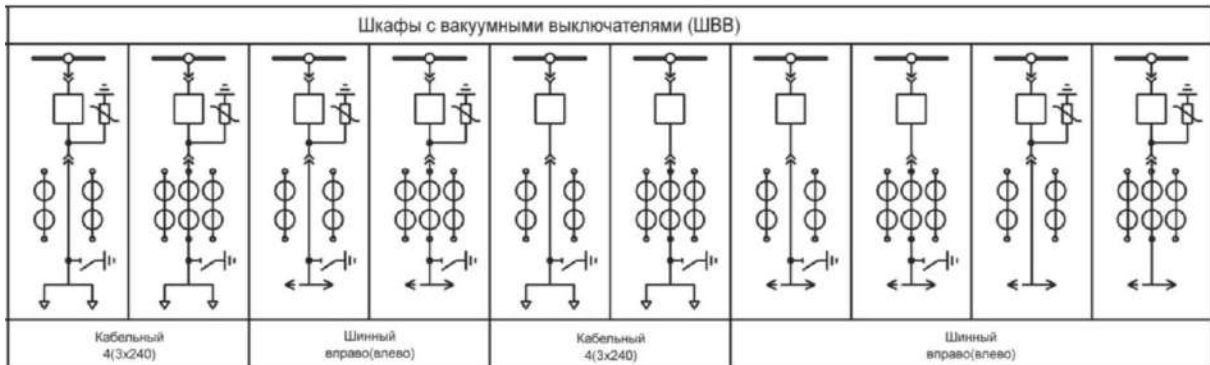 Шкафы с вакуумными выключателями (ШВВ)
Кабельный
4(3х240)
Шинный
вправо(влево)
Кабельный
4(3х240)
Шинный
вправо(влево)